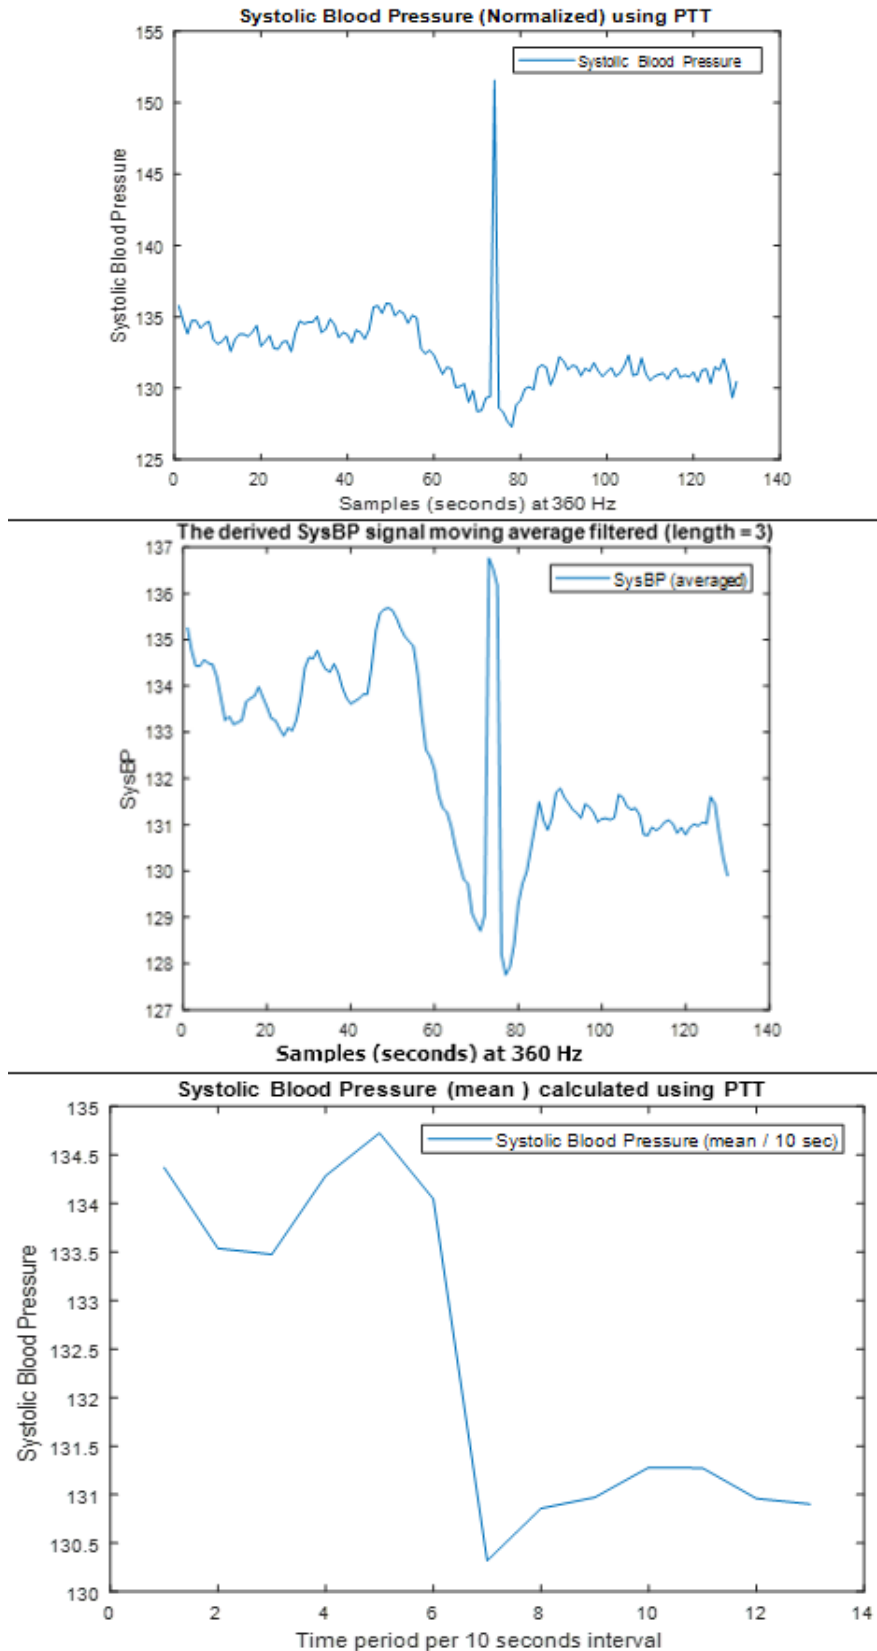 Systolic Blood Pressure (Normalized) using PTT
155
150
145
140
135
130
125
Systolic Blood Pressure
Systolic Blood Pressure
0 20 40 60 80 100 120 140
Samples (seconds) at 360 Hz
The derived SysBP signal moving average filtered (length = 3)
137
136
135
134
133
132
131
130
129
128
127
SysBP
SysBP (averaged)
0 20 40 60 80 100 120 140
Samples (seconds) at 360 Hz
Systolic Blood Pressure (mean ) calculated using PTT
135
134.5
134
133.5
133
132.5
132
131.5
131
130.5
130
Systolic Blood Pressure
Systolic Blood Pressure (mean / 10 sec)
0 2 4 6 8 10 12 14
Time period per 10 seconds interval